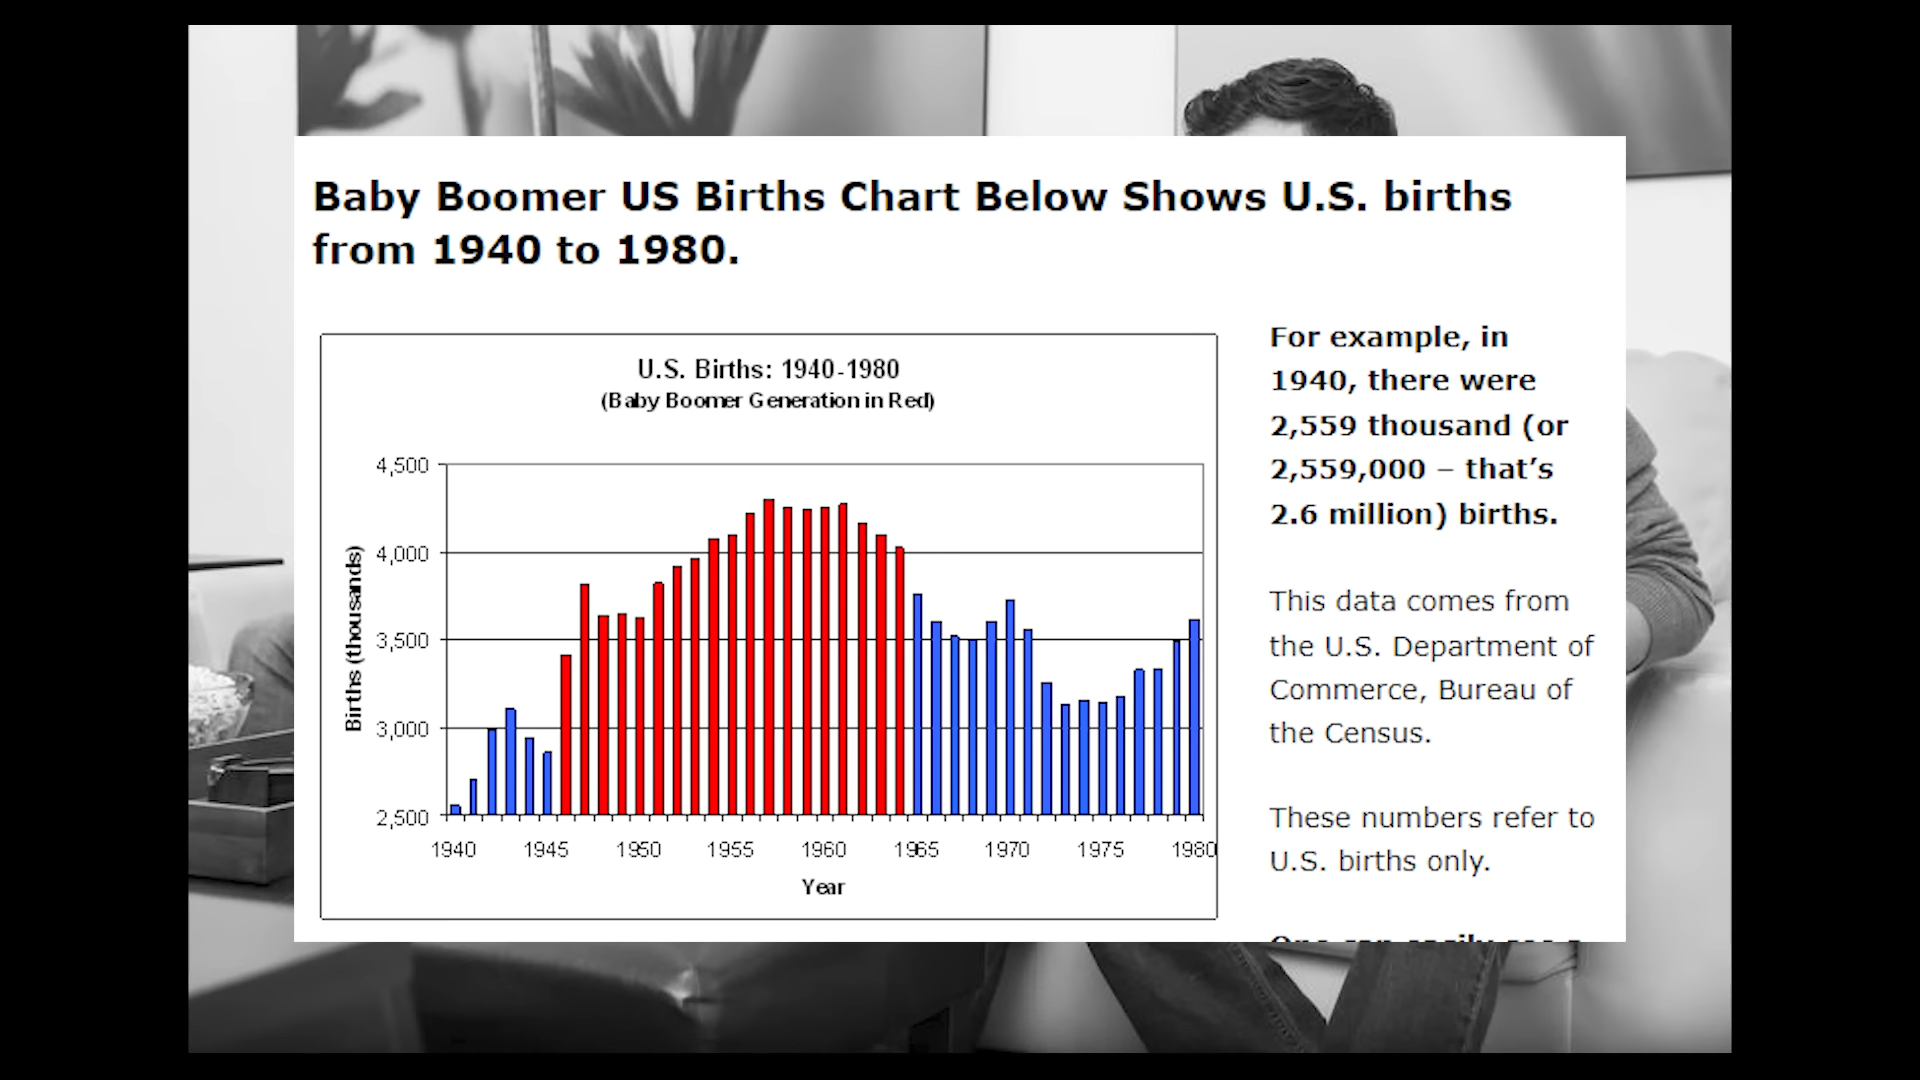 Baby Boomer US Births Chart Below Shows U.S. births
from 1940 to 1980.
U.S. Births: 1940-1980
(Baby Boomer Generation in Red)
4,500
4,000
3,500
3,000
2,500
Births (thousands)
1940 1945 1950 1955 1960 1965 1970 1975 1980
Year
For example, in
1940, there were
2,559 thousand (or
2,559,000 – that’s
2.6 million) births.
This data comes from
the U.S. Department of
Commerce, Bureau of
the Census.
These numbers refer to
U.S. births only.